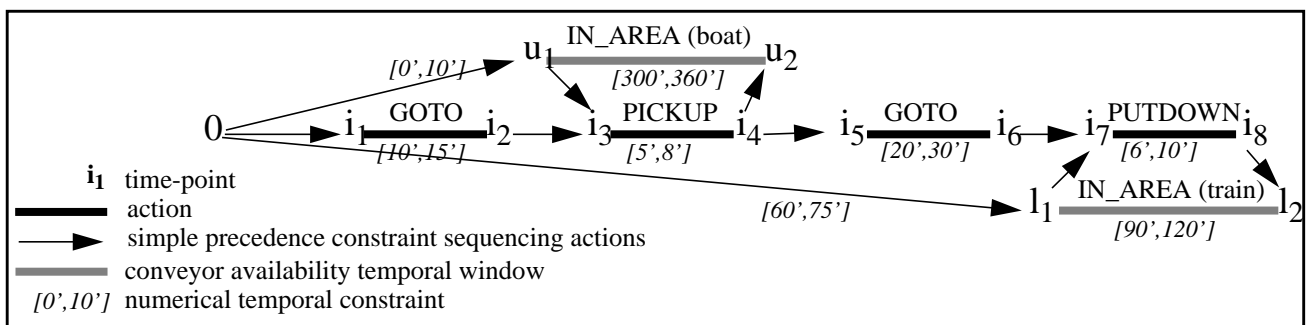 IN_AREA (boat)
u1 u2
[0',10'] [300',360']
GOTO PICKUP GOTO PUTDOWN
0 i1 i2 i3 i4 i5 i6 i7 i8
[10',15'] [5',8'] [20',30'] [6',10']
i1 time-point
l1 IN_AREA (train) l2
[60',75'] [90',120']
action
simple precedence constraint sequencing actions
conveyor availability temporal window
[0',10'] numerical temporal constraint